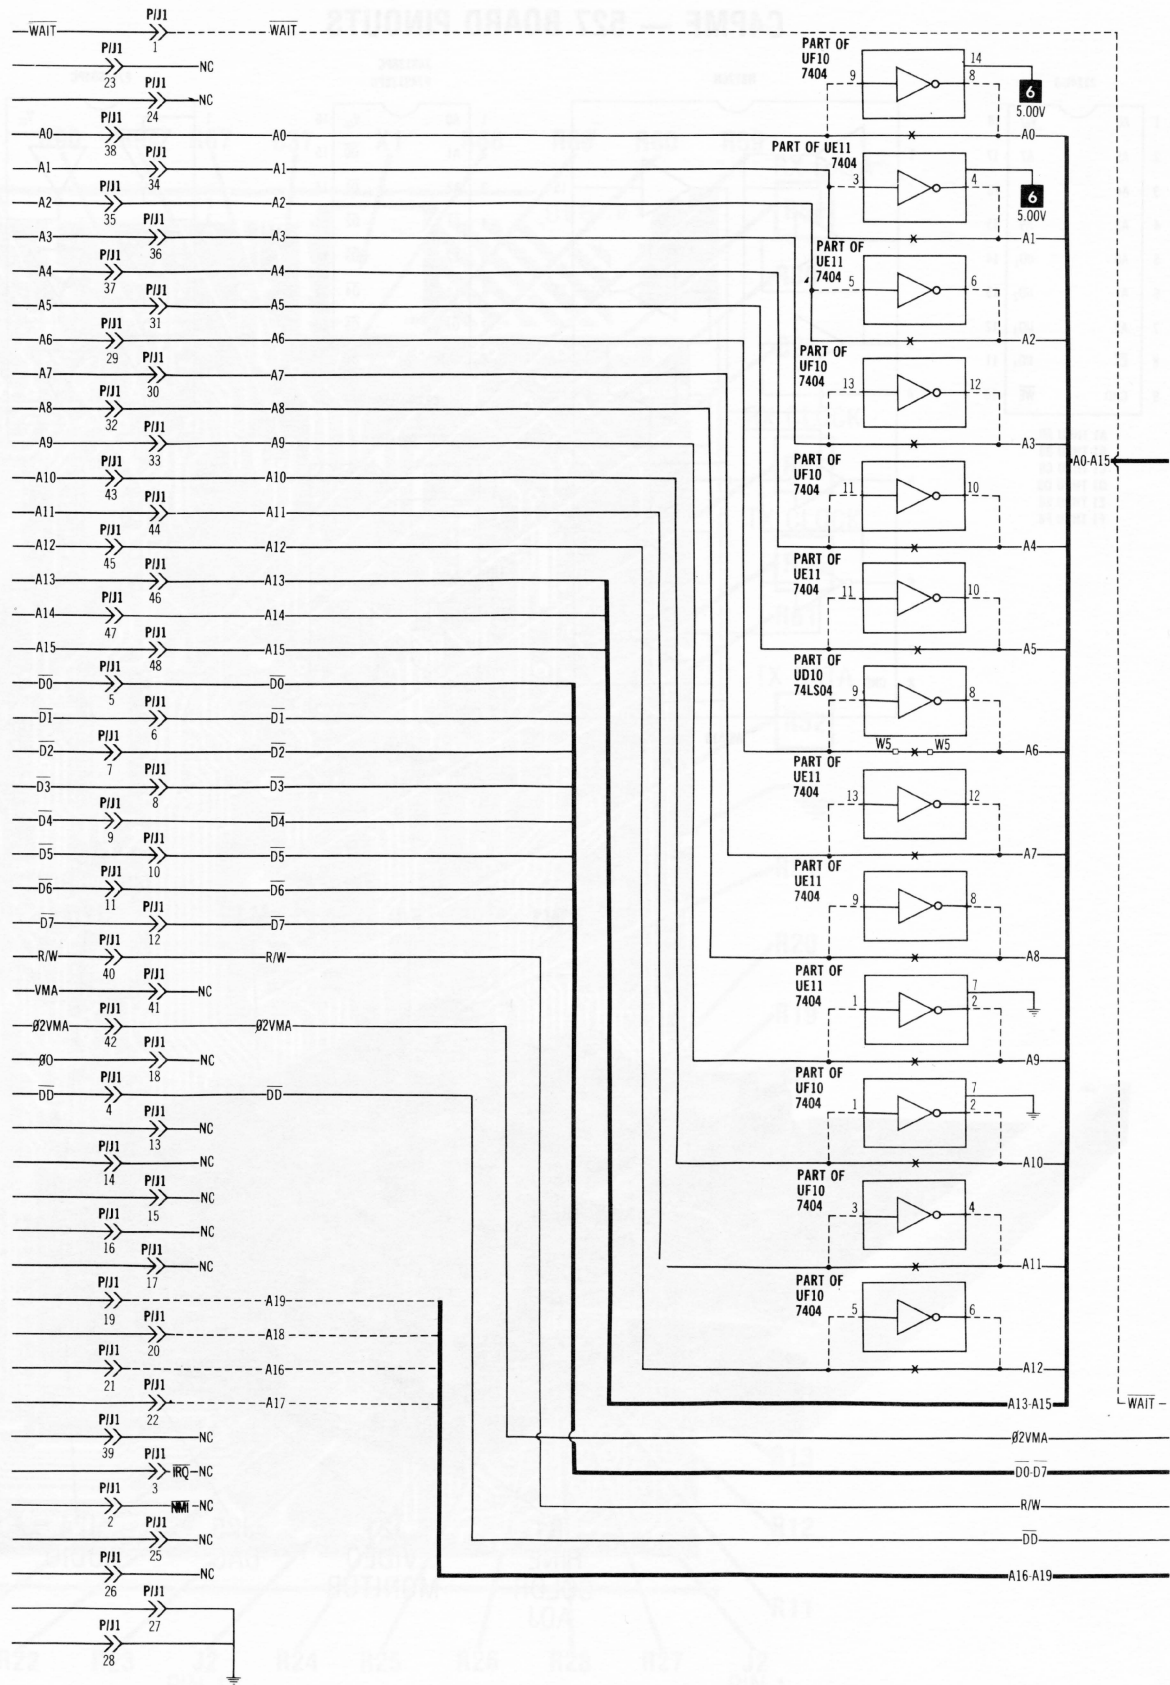 P/J1
WAIT 1 WAIT
P/J1
23 NC
P/J1
24 NC
P/J1
A0 38 A0
P/J1
A1 34 A1
P/J1
A2 35 A2
P/J1
A3 36 A3
P/J1
A4 37 A4
P/J1
A5 31 A5
P/J1
A6 29 A6
P/J1
A7 30 A7
P/J1
A8 32 A8
P/J1
A9 33 A9
P/J1
A10 43 A10
P/J1
A11 44 A11
P/J1
A12 45 A12
P/J1
A13 46 A13
P/J1
A14 47 A14
P/J1
A15 48 A15
P/J1
D0 5 D0
P/J1
D1 6 D1
P/J1
D2 7 D2
P/J1
D3 8 D3
P/J1
D4 9 D4
P/J1
D5 10 D5
P/J1
D6 11 D6
P/J1
D7 12 D7
P/J1
R/W 40 R/W
P/J1
VMA 41 NC
P/J1
Ø2VMA 42 Ø2VMA
P/J1
Ø0 18 NC
P/J1
DD 4 DD
P/J1
13 NC
P/J1
14 NC
P/J1
15 NC
P/J1
16 NC
P/J1
17 NC
P/J1
19 A19
P/J1
20 A18
P/J1
21 A16
P/J1
22 A17
P/J1
39 NC
P/J1
3 IRQ NC
P/J1
2 NMI NC
P/J1
25 NC
P/J1
26 NC
P/J1
27
P/J1
28
PART OF
UF10
7404
9 14 8
6
5.00V
A0
PART OF UE11
7404
3 4
6
5.00V
A1
PART OF
UE11
7404
5 6
A2
PART OF
UF10
7404
13 12
A3
A0-A15
PART OF
UF10
7404
11 10
A4
PART OF
UE11
7404
11 10
A5
PART OF
UD10
74LS04
9 8
W5 W5 A6
PART OF
UE11
7404
13 12
A7
PART OF
UE11
7404
9 8
A8
PART OF
UE11
7404
1 7 2
A9
PART OF
UF10
7404
1 7 2
A10
PART OF
UF10
7404
3 4
A11
PART OF
UF10
7404
5 6
A12
A13-A15 WAIT
Ø2VMA
D0-D7
R/W
DD
A16-A19